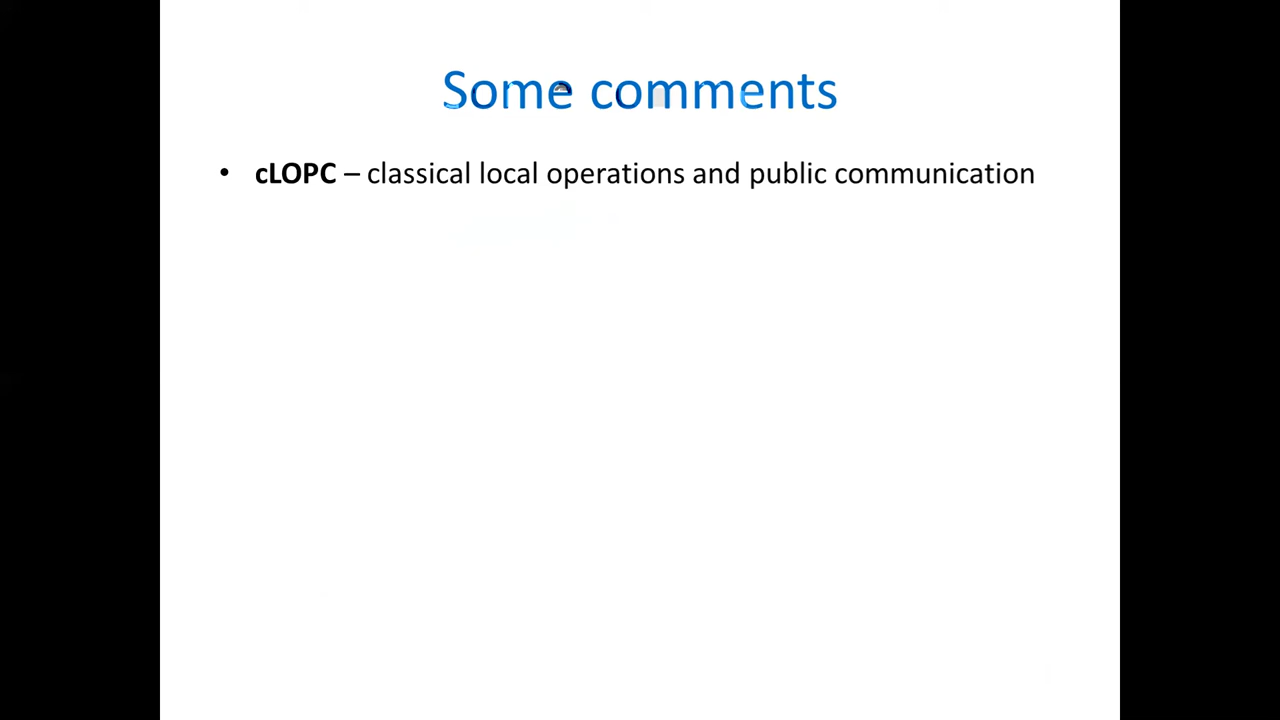 Some comments
• cLOPC – classical local operations and public communication